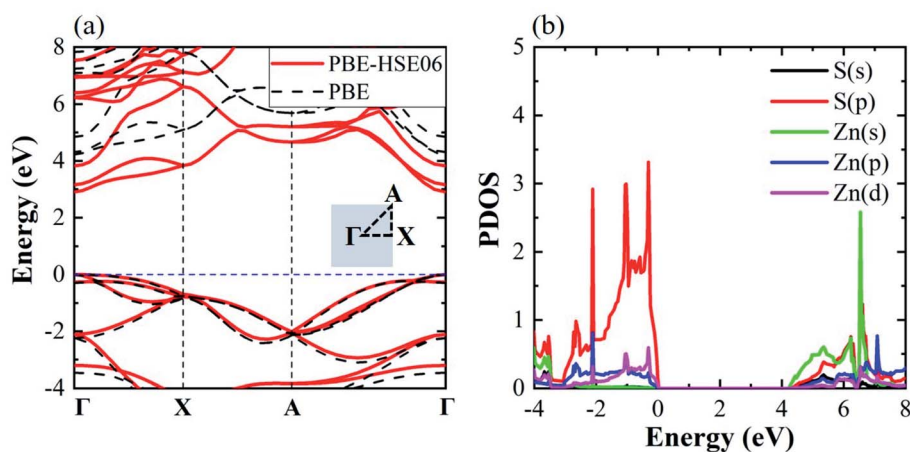 (a)
8
6
4
2
0
-2
-4
Energy (eV)
PBE-HSE06
PBE
A
Γ X
Γ X A Γ
(b)
5
4
3
2
1
0
PDOS
S(s)
S(p)
Zn(s)
Zn(p)
Zn(d)
-4 -2 0 2 4 6 8
Energy (eV)